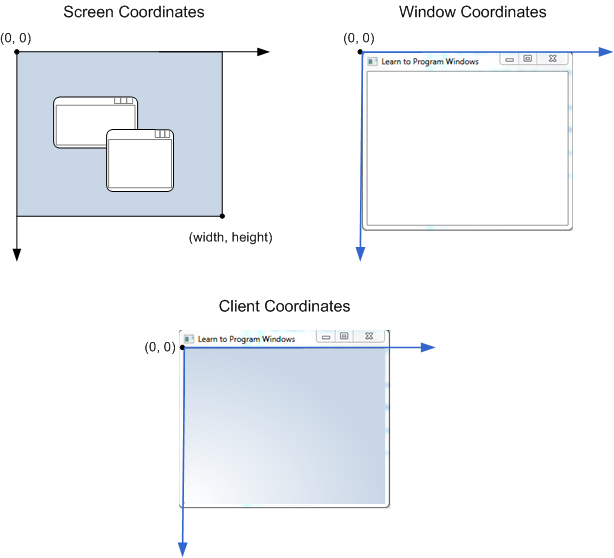 Screen Coordinates
(0, 0)
(width, height)
Window Coordinates
(0, 0)
Learn to Program Windows
Client Coordinates
(0, 0)
Learn to Program Windows